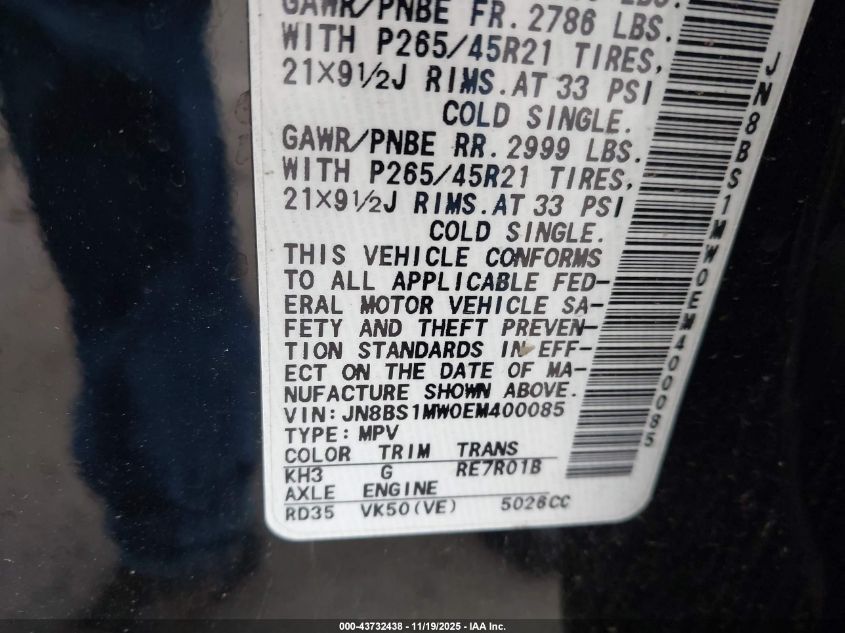 GAWR/PNBE FR. 2786 LBS.
WITH P265/45R21 TIRES,
21X9½J RIMS.AT 33 PSI
COLD SINGLE.
GAWR/PNBE RR. 2999 LBS.
WITH P265/45R21 TIRES,
21X9½J RIMS.AT 33 PSI
COLD SINGLE.
THIS VEHICLE CONFORMS
TO ALL APPLICABLE FED-
ERAL MOTOR VEHICLE SA-
FETY AND THEFT PREVEN-
TION STANDARDS IN EFF-
ECT ON THE DATE OF MA-
NUFACTURE SHOWN ABOVE.
VIN:JN8BS1MW0EM400085
TYPE:MPV
COLOR TRIM TRANS
KH3 G RE7R01B
AXLE ENGINE
RD35 VK50(VE) 5026CC
JN8BS1MW0EM400085
000-43732438 - 11/19/2025 - IAA Inc.